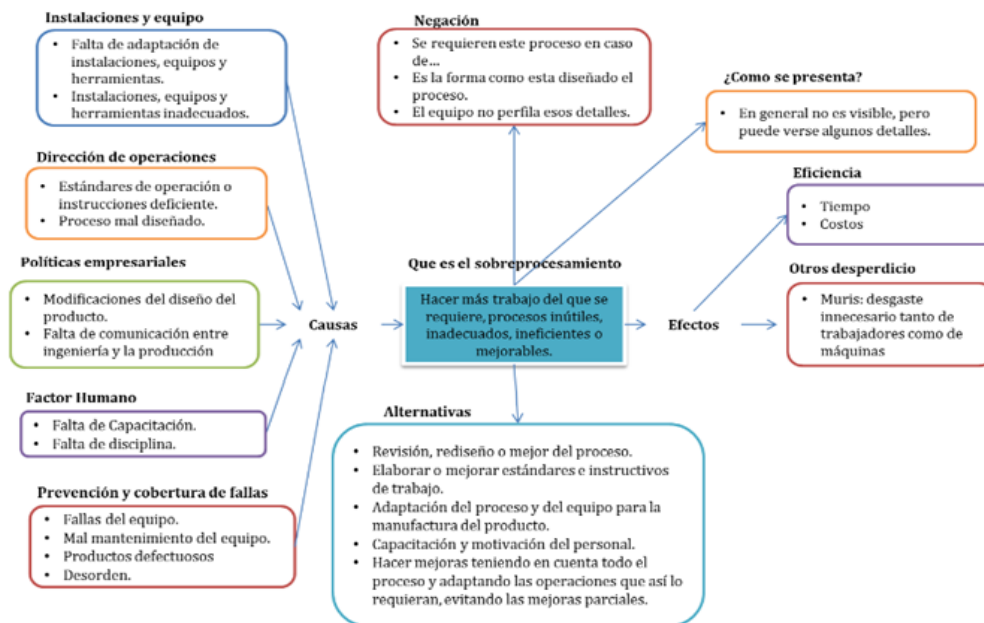 Instalaciones y equipo
• Falta de adaptación de
instalaciones, equipos y
herramientas.
• Instalaciones, equipos y
herramientas inadecuados.
Dirección de operaciones
• Estándares de operación o
instrucciones deficiente.
• Proceso mal diseñado.
Políticas empresariales
• Modificaciones del diseño del
producto.
• Falta de comunicación entre
ingeniería y la producción
Factor Humano
• Falta de Capacitación.
• Falta de disciplina.
Prevención y cobertura de fallas
• Fallas del equipo.
• Mal mantenimiento del equipo.
• Productos defectuosos
• Desorden.
Causas
Negación
• Se requieren este proceso en caso
de...
• Es la forma como esta diseñado el
proceso.
• El equipo no perfila esos detalles.
Que es el sobreprocesamiento
Hacer más trabajo del que se
requiere, procesos inútiles,
inadecuados, ineficientes o
mejorables.
Alternativas
• Revisión, rediseño o mejor del proceso.
• Elaborar o mejorar estándares e instructivos
de trabajo.
• Adaptación del proceso y del equipo para la
manufactura del producto.
• Capacitación y motivación del personal.
• Hacer mejoras teniendo en cuenta todo el
proceso y adaptando las operaciones que así lo
requieran, evitando las mejoras parciales.
Efectos
¿Como se presenta?
• En general no es visible, pero
puede verse algunos detalles.
Eficiencia
• Tiempo
• Costos
Otros desperdicio
• Muris: desgaste
innecesario tanto de
trabajadores como de
máquinas